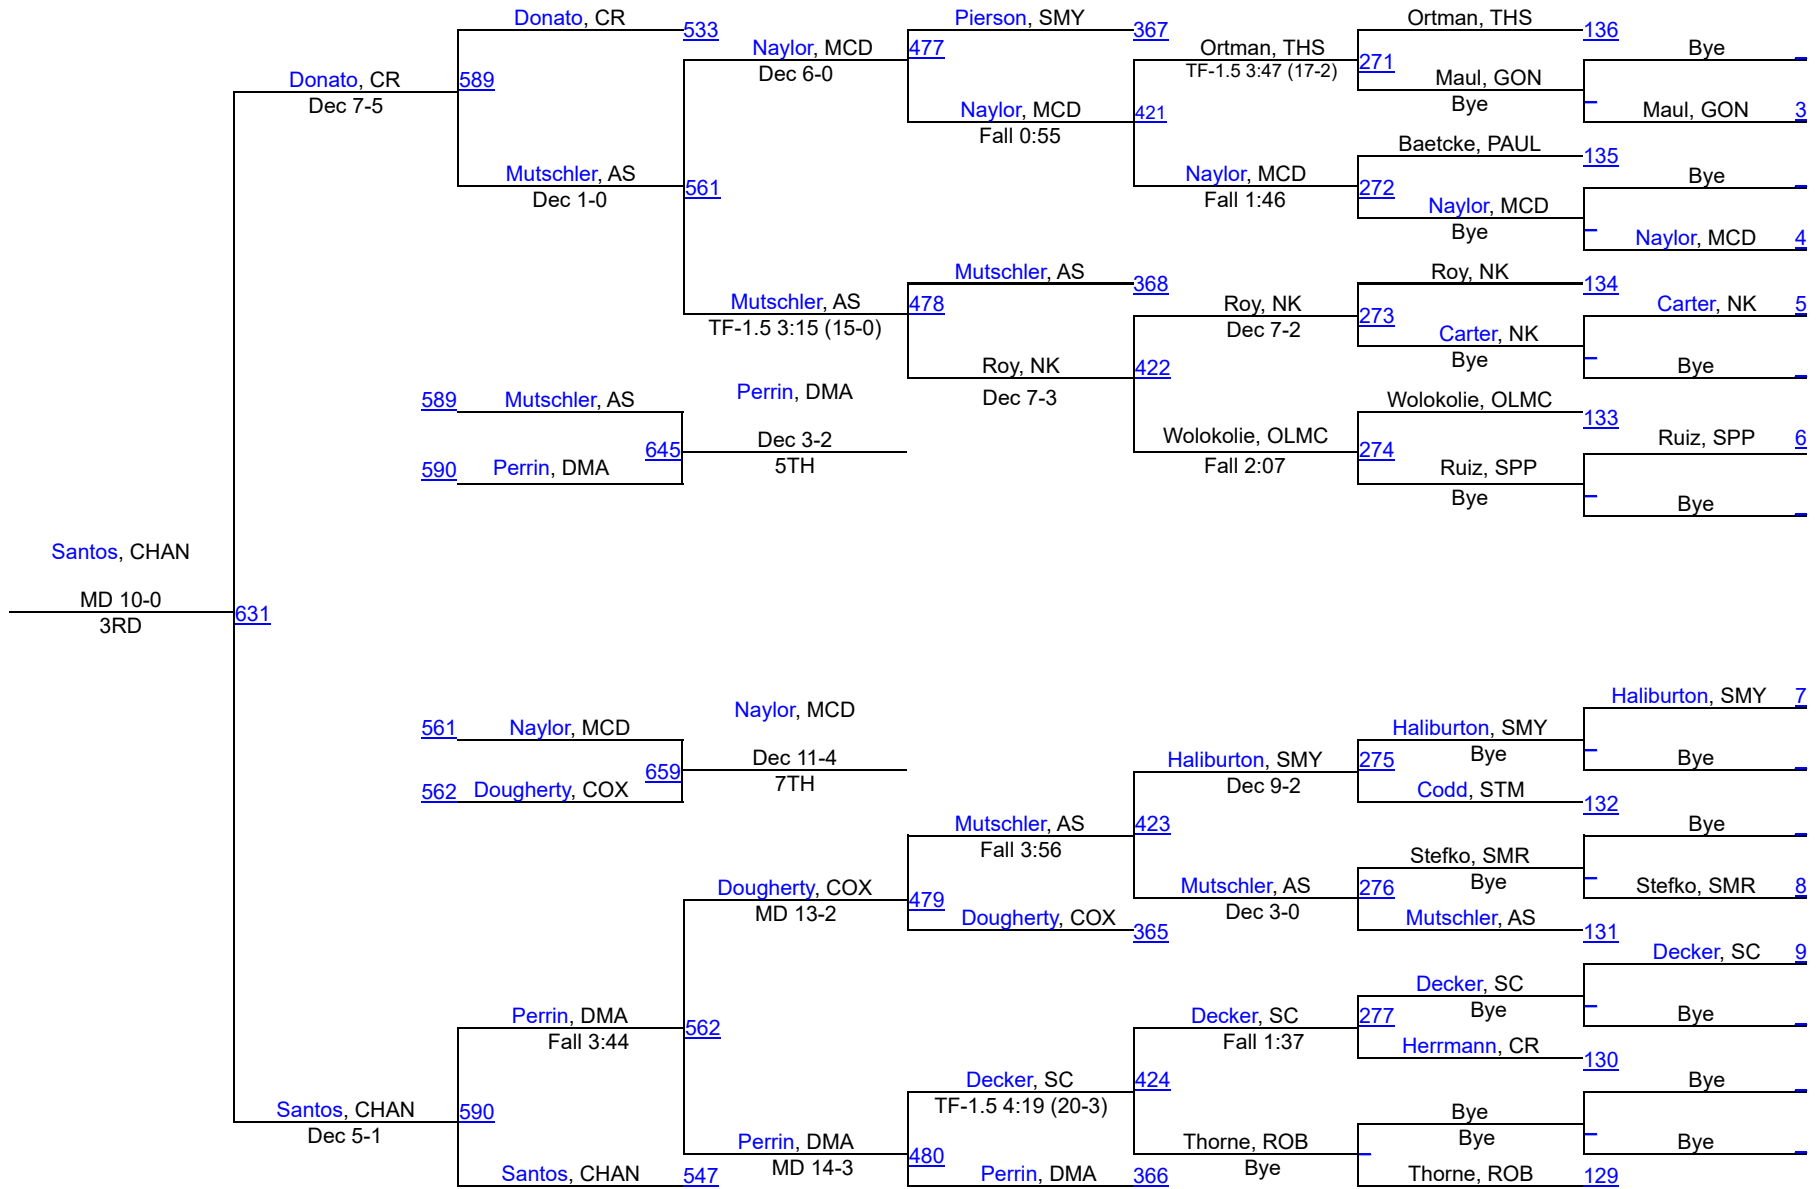 Donato, CR
533
Pierson, SMY
367
Ortman, THS
136
Bye
Naylor, MCD
477
Dec 6-0
Ortman, THS
TF-1.5 3:47 (17-2)
271
Maul, GON
Bye
Maul, GON 3
Donato, CR
589
Dec 7-5
Naylor, MCD
421
Fall 0:55
Baetcke, PAUL
135
Bye
Mutschler, AS
561
Dec 1-0
Naylor, MCD
272
Fall 1:46
Naylor, MCD
Bye
Naylor, MCD 4
Mutschler, AS
368
Roy, NK
134
Carter, NK 5
Mutschler, AS
478
TF-1.5 3:15 (15-0)
Roy, NK
273
Dec 7-2
Carter, NK
Bye
Bye
Roy, NK
422
Dec 7-3
589 Mutschler, AS
Perrin, DMA
Wolokolie, OLMC
133
Dec 3-2
645
5TH
590 Perrin, DMA
Wolokolie, OLMC
274
Fall 2:07
Ruiz, SPP
Bye
Ruiz, SPP 6
Bye
Santos, CHAN
MD 10-0
631
3RD
561 Naylor, MCD
Naylor, MCD
Haliburton, SMY 7
Haliburton, SMY
Bye
Bye
Dec 11-4
659
7TH
562 Dougherty, COX
Haliburton, SMY
275
Dec 9-2
Codd, STM
132
Mutschler, AS
423
Fall 3:56
Bye
Stefko, SMR
Bye
Stefko, SMR 8
Dougherty, COX
479
MD 13-2
Dougherty, COX
365
Mutschler, AS
276
Dec 3-0
Mutschler, AS
131
Decker, SC 9
Decker, SC
Bye
Bye
Perrin, DMA
562
Fall 3:44
Decker, SC
277
Fall 1:37
Herrmann, CR
130
Decker, SC
424
TF-1.5 4:19 (20-3)
Bye
Santos, CHAN
590
Dec 5-1
Perrin, DMA
480
MD 14-3
Thorne, ROB
Bye
Bye
Bye
Bye
Santos, CHAN
547
Perrin, DMA
366
Thorne, ROB
129